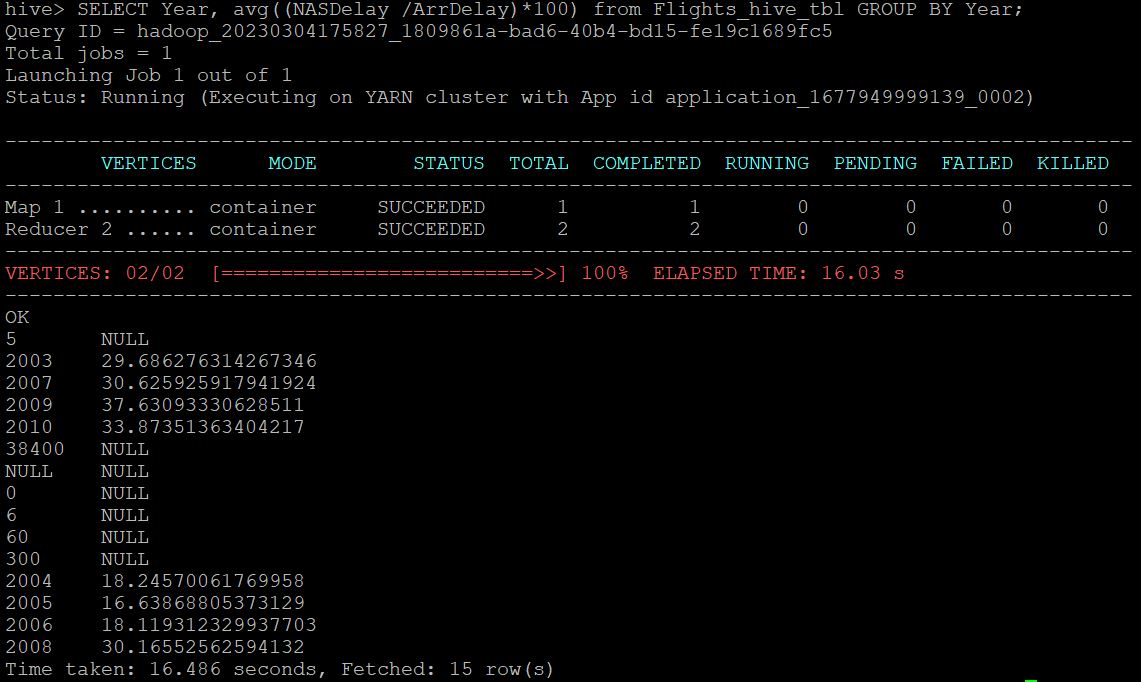 hive> SELECT Year, avg((NASDelay /ArrDelay)*100) from Flights_hive_tbl GROUP BY Year;
Query ID = hadoop_20230304175827_1809861a-bad6-40b4-bd15-fe19c1689fc5
Total jobs = 1
Launching Job 1 out of 1
Status: Running (Executing on YARN cluster with App id application_1677949999139_0002)
----------------------------------------------------------------------------------------------
VERTICES MODE STATUS TOTAL COMPLETED RUNNING PENDING FAILED KILLED
----------------------------------------------------------------------------------------------
Map 1 .......... container SUCCEEDED 1 1 0 0 0 0
Reducer 2 ...... container SUCCEEDED 2 2 0 0 0 0
----------------------------------------------------------------------------------------------
VERTICES: 02/02 [==========================>>] 100% ELAPSED TIME: 16.03 s
----------------------------------------------------------------------------------------------
OK
5 NULL
2003 29.686276314267346
2007 30.625925917941924
2009 37.63093330628511
2010 33.87351363404217
38400 NULL
NULL NULL
0 NULL
6 NULL
60 NULL
300 NULL
2004 18.24570061769958
2005 16.63868805373129
2006 18.119312329937703
2008 30.16552562594132
Time taken: 16.486 seconds, Fetched: 15 row(s)